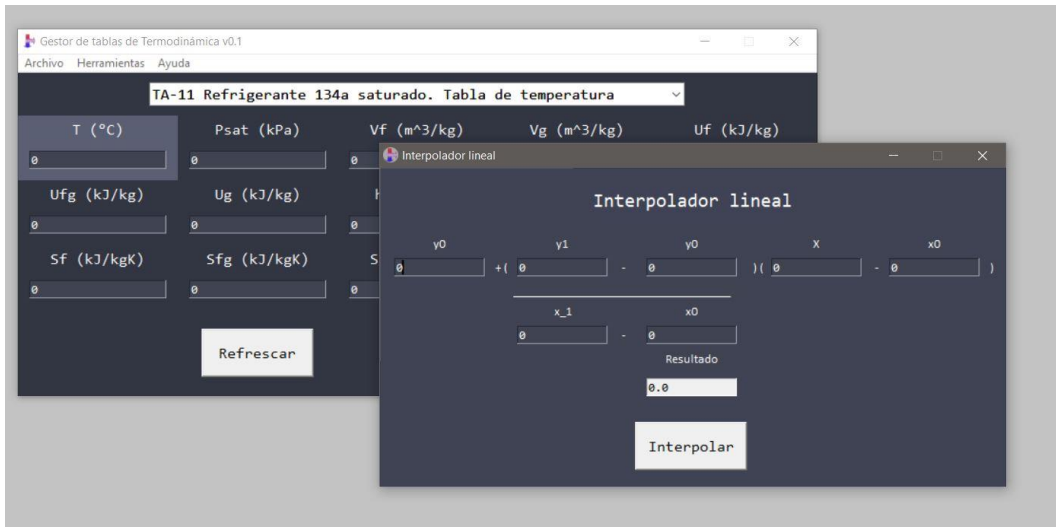 Gestor de tablas de Termodinámica v0.1
Archivo Herramientas Ayuda
TA-11 Refrigerante 134a saturado. Tabla de temperatura
T (°C) Psat (kPa) Vf (m^3/kg) Vg (m^3/kg) Uf (kJ/kg)
0 0 0
Ufg (kJ/kg) Ug (kJ/kg)
0 0 0
Sf (kJ/kgK) Sfg (kJ/kgK) S
0 0 0
Refrescar
Interpolador lineal
Interpolador lineal
y0 y1 y0 X x0
0 +( 0 - 0 )( 0 - 0 )
x_1 x0
0 - 0
Resultado
0.0
Interpolar